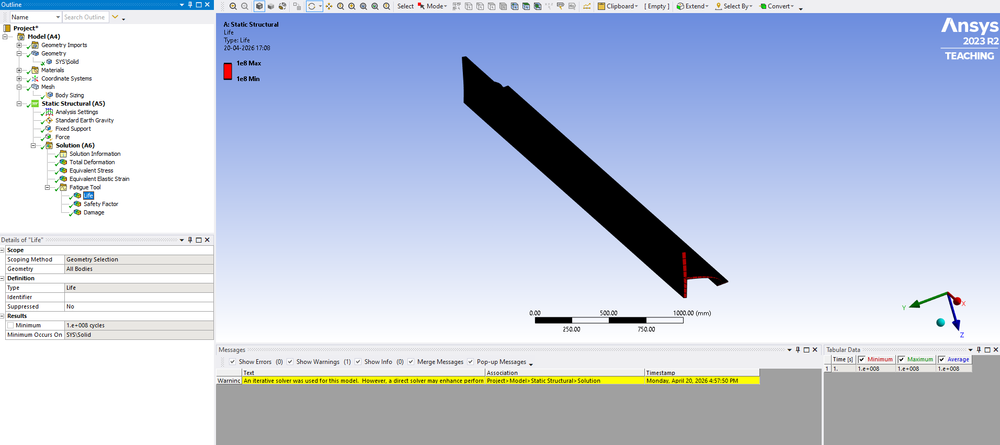 Outline
Name
Search Outline
Project*
Model (A4)
Geometry Imports
Geometry
SYS\Solid
Materials
Coordinate Systems
Mesh
Body Sizing
Static Structural (A5)
Analysis Settings
Standard Earth Gravity
Fixed Support
Force
Solution (A6)
Solution Information
Total Deformation
Equivalent Stress
Equivalent Elastic Strain
Fatigue Tool
Life
Safety Factor
Damage
Details of "Life"
Scope
Scoping Method Geometry Selection
Geometry All Bodies
Definition
Type Life
Identifier
Suppressed No
Results
Minimum 1.e+008 cycles
Minimum Occurs On SYS\Solid
Select Mode Clipboard [ Empty ] Extend Select By Convert
A: Static Structural
Life
Type: Life
20-04-2026 17:08
1e8 Max
1e8 Min
Ansys
2023 R2
TEACHING
0.00 500.00 1000.00 (mm)
250.00 750.00
Y
X
Z
Messages
Show Errors (0) Show Warnings (1) Show Info (0) Merge Messages Pop-up Messages
Text Association Timestamp
Warninc An iterative solver was used for this model. However, a direct solver may enhance perforn Project>Model>Static Structural>Solution Monday, April 20, 2026 4:57:50 PM
Tabular Data
Time [s] Minimum Maximum Average
1 1. 1.e+008 1.e+008 1.e+008